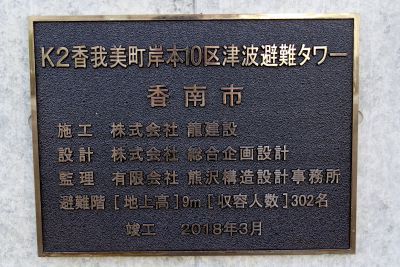 K2香我美町岸本10区津波避難タワー
香南市
施工 株式会社 龍建設
設計 株式会社 総合企画設計
監理 有限会社 熊沢構造設計事務所
避難階 [地上高]9m [収容人数]302名
竣工 2018年3月